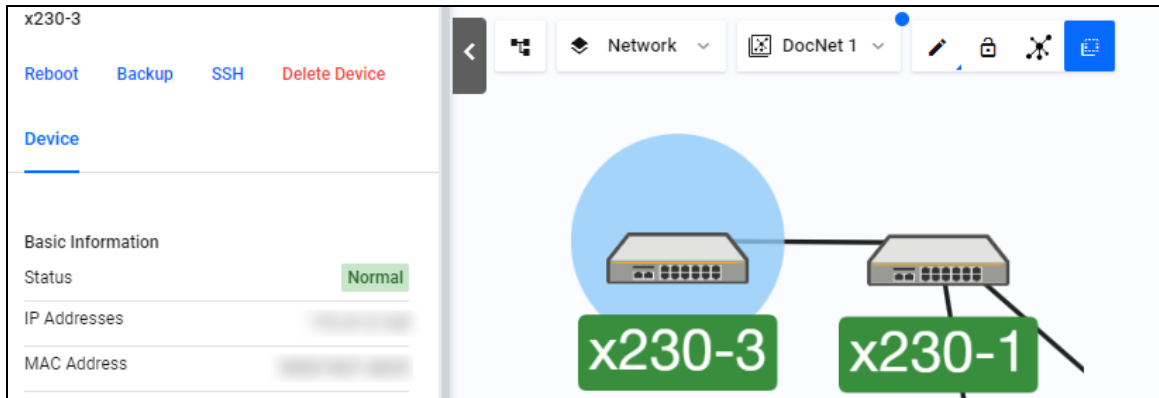 x230-3
Reboot Backup SSH Delete Device
Device
Basic Information
Status Normal
IP Addresses
MAC Address
Network DocNet 1
x230-3 x230-1